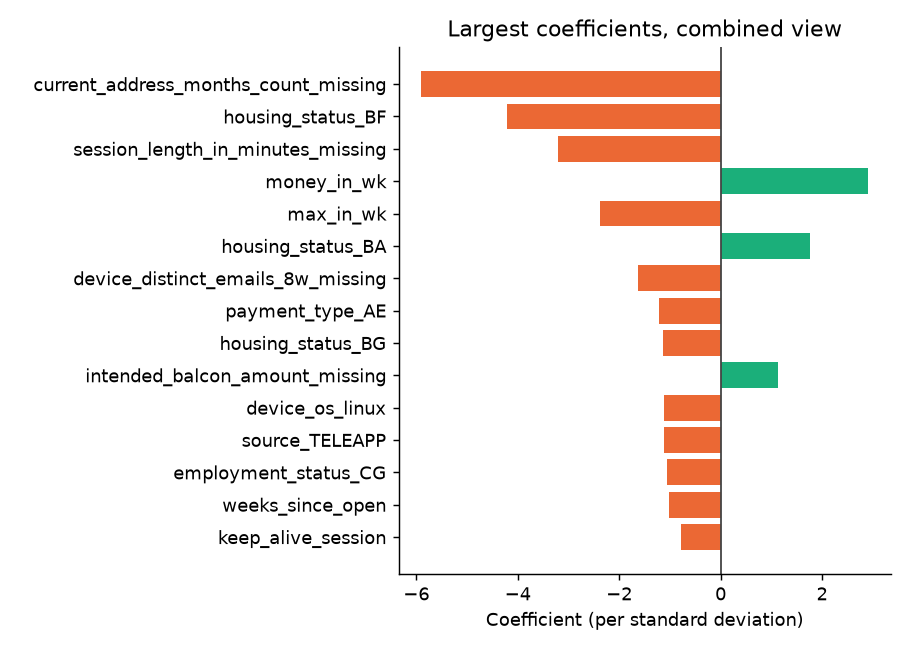 Largest coefficients, combined view
current_address_months_count_missing
housing_status_BF
session_length_in_minutes_missing
money_in_wk
max_in_wk
housing_status_BA
device_distinct_emails_8w_missing
payment_type_AE
housing_status_BG
intended_balcon_amount_missing
device_os_linux
source_TELEAPP
employment_status_CG
weeks_since_open
keep_alive_session
−6 −4 −2 0 2
Coefficient (per standard deviation)